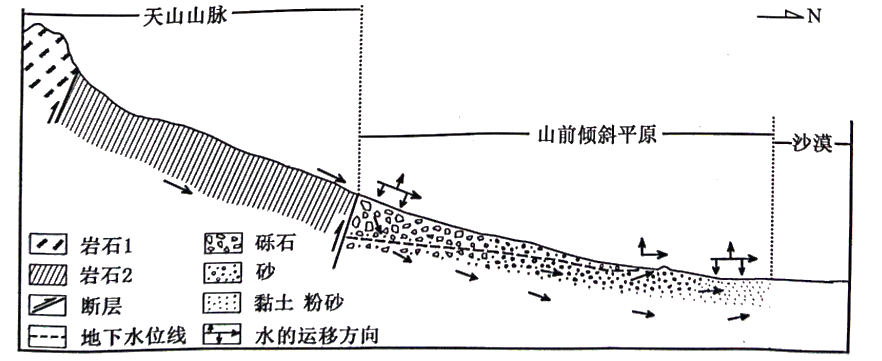 天山山脉
N
山前倾斜平原
沙漠
岩石1
砾石
岩石2
砂
断层
黏土 粉砂
地下水位线
水的运移方向